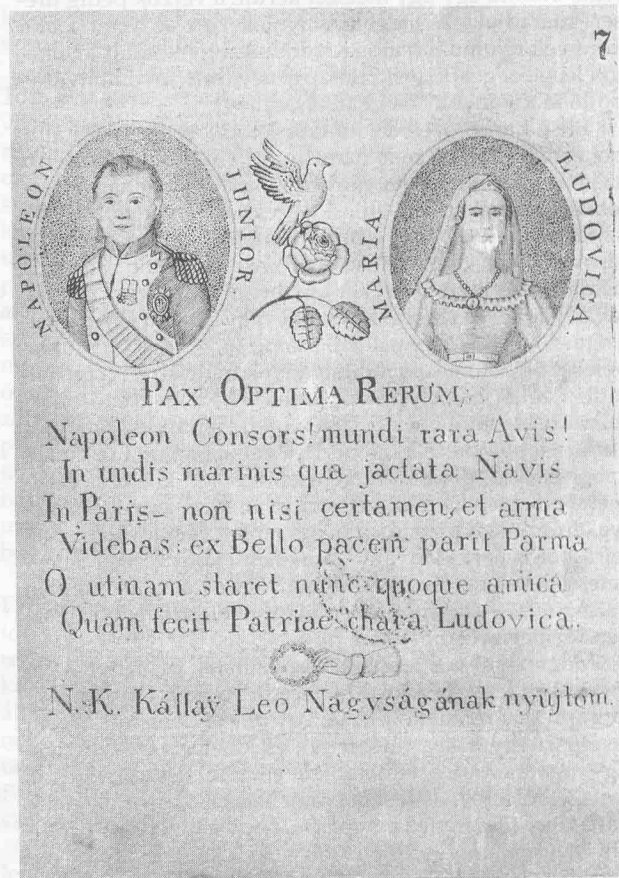 7
NAPOLEON JUNIOR.
MARIA LUDOVICA
PAX OPTIMA RERUM,
Napoleon Consors! mundi rara Avis!
In undis marinis qua jactata Navis
In Paris– non nisi certamen, et arma
Videbas: ex Bello pacem parit Parma
O utinam staret nunc quoque amica
Quam fecit Patriae chara Ludovica.
N. K. Kállaÿ Leo Nagyságának nyújtom.